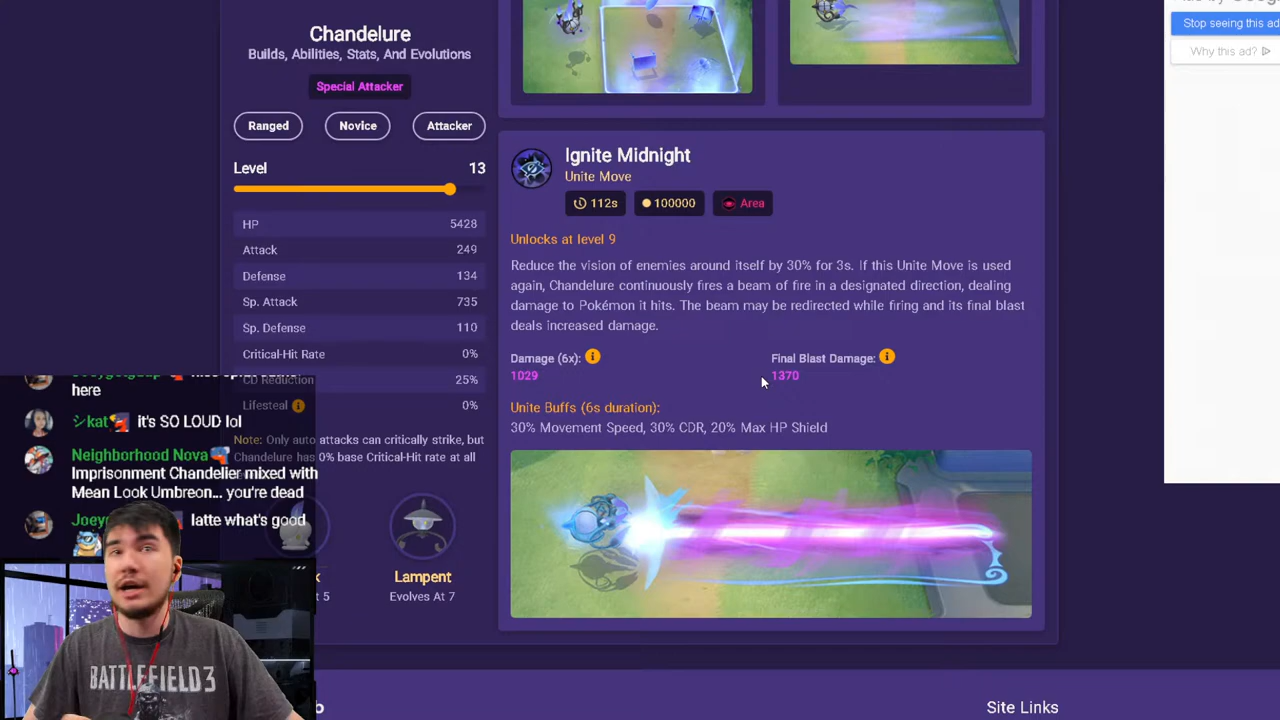 Chandelure
Builds, Abilities, Stats, And Evolutions
Special Attacker
Ranged
Novice
Attacker
Level 13
HP 5428
Attack 249
Defense 134
Sp. Attack 735
Sp. Defense 110
Critical-Hit Rate 0%
CD Reduction 25%
Lifesteal 0%
Note: Only auto attacks can critically strike, but
Chandelure has 0% base Critical-Hit rate at all
Lampent
Evolves At 7
t 5
here
シkat it's SO LOUD lol
Neighborhood Nova
Imprisonment Chandelier mixed with
Mean Look Umbreon... you're dead
latte what's good
BATTLEFIELD 3
Ignite Midnight
Unite Move
112s
100000
Area
Unlocks at level 9
Reduce the vision of enemies around itself by 30% for 3s. If this Unite Move is used
again, Chandelure continuously fires a beam of fire in a designated direction, dealing
damage to Pokémon it hits. The beam may be redirected while firing and its final blast
deals increased damage.
Damage (6x):
1029
Final Blast Damage:
1370
Unite Buffs (6s duration):
30% Movement Speed, 30% CDR, 20% Max HP Shield
Stop seeing this ad
Why this ad?
Site Links